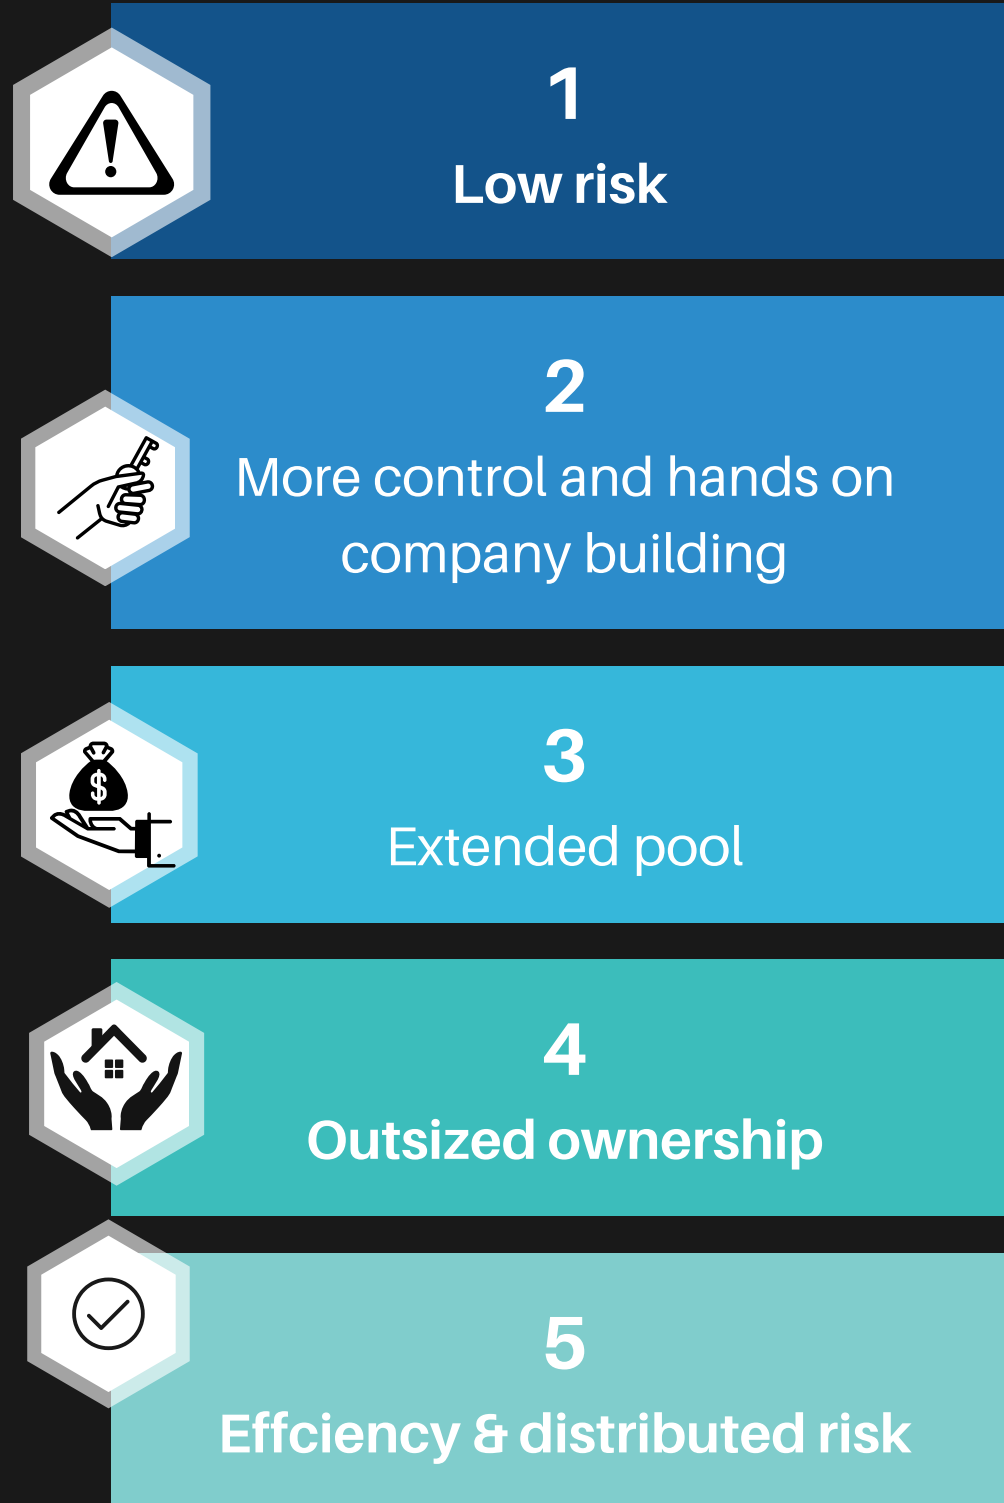 1
Low risk
2
More control and hands on
company building
$
3
Extended pool
4
Outsized ownership
5
Effciency & distributed risk